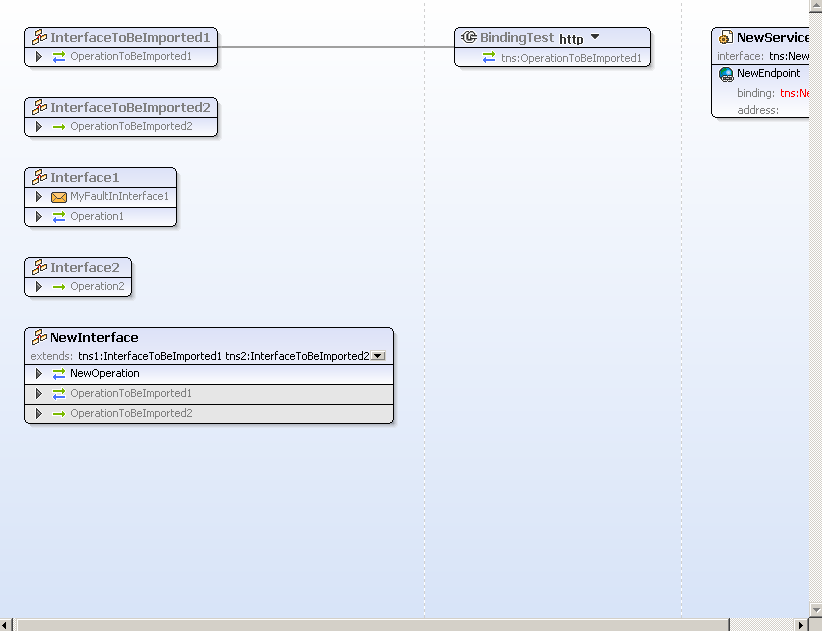 InterfaceToBeImported1
OperationToBeImported1
InterfaceToBeImported2
OperationToBeImported2
Interface1
MyFaultInInterface1
Operation1
Interface2
Operation2
NewInterface
extends: tns1:InterfaceToBeImported1 tns2:InterfaceToBeImported2
NewOperation
OperationToBeImported1
OperationToBeImported2
BindingTest http
tns:OperationToBeImported1
NewService
interface: tns:New
NewEndpoint
binding: tns:Ne
address: